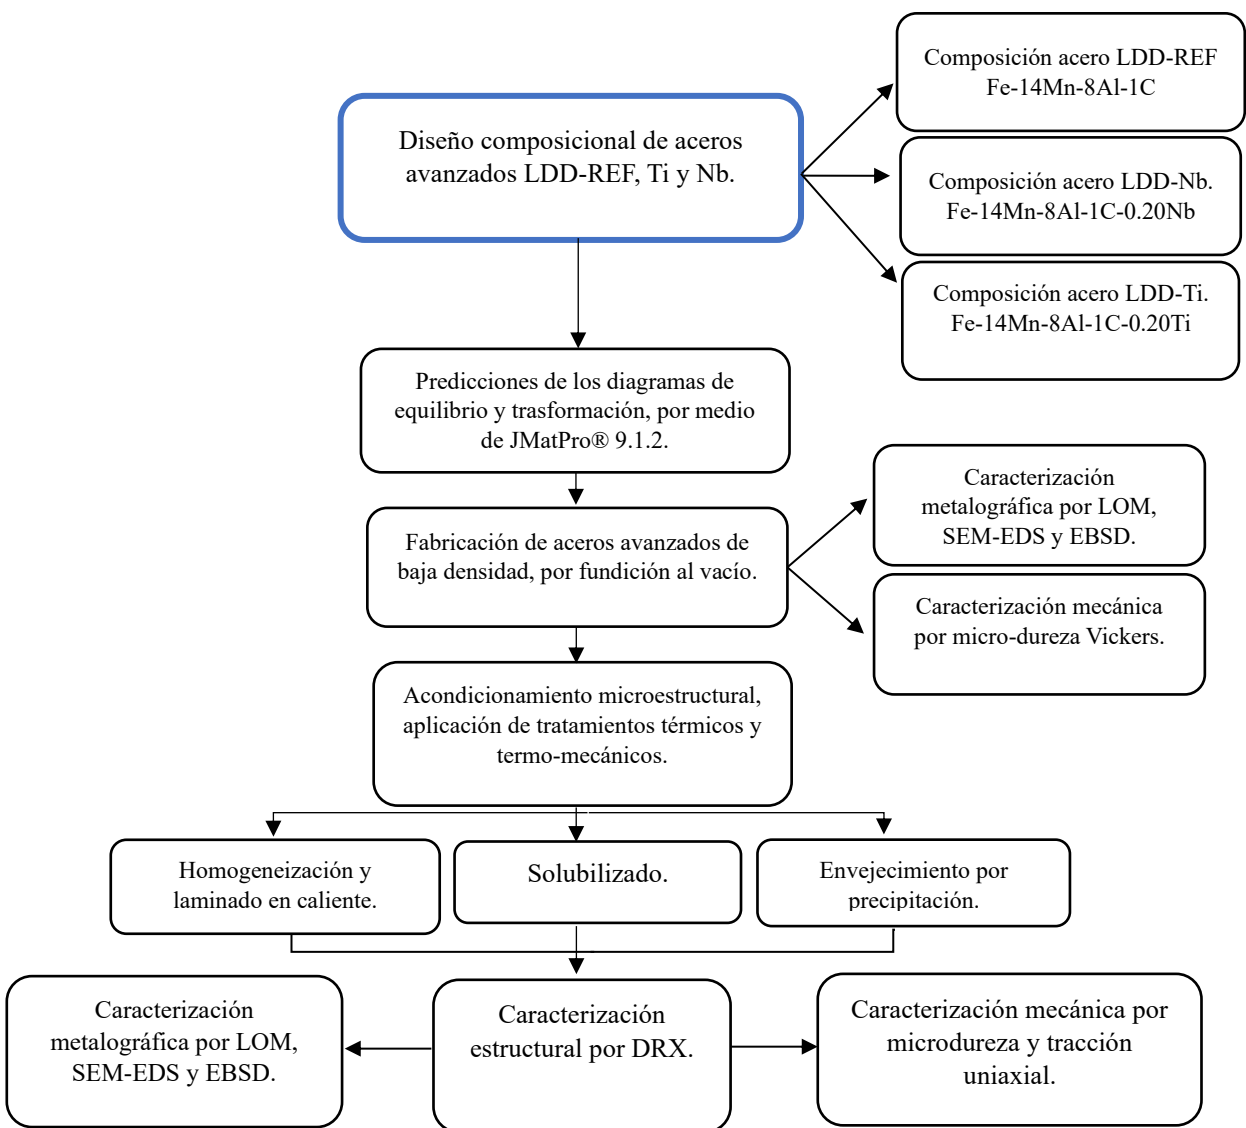 Diseño composicional de aceros
avanzados LDD-REF, Ti y Nb.
Composición acero LDD-REF
Fe-14Mn-8Al-1C
Composición acero LDD-Nb.
Fe-14Mn-8Al-1C-0.20Nb
Composición acero LDD-Ti.
Fe-14Mn-8Al-1C-0.20Ti
Predicciones de los diagramas de
equilibrio y trasformación, por medio
de JMatPro® 9.1.2.
Fabricación de aceros avanzados de
baja densidad, por fundición al vacío.
Caracterización
metalográfica por LOM,
SEM-EDS y EBSD.
Caracterización mecánica
por micro-dureza Vickers.
Acondicionamiento microestructural,
aplicación de tratamientos térmicos y
termo-mecánicos.
Homogeneización y
laminado en caliente.
Solubilizado.
Envejecimiento por
precipitación.
Caracterización
metalográfica por LOM,
SEM-EDS y EBSD.
Caracterización
estructural por DRX.
Caracterización mecánica por
microdureza y tracción
uniaxial.